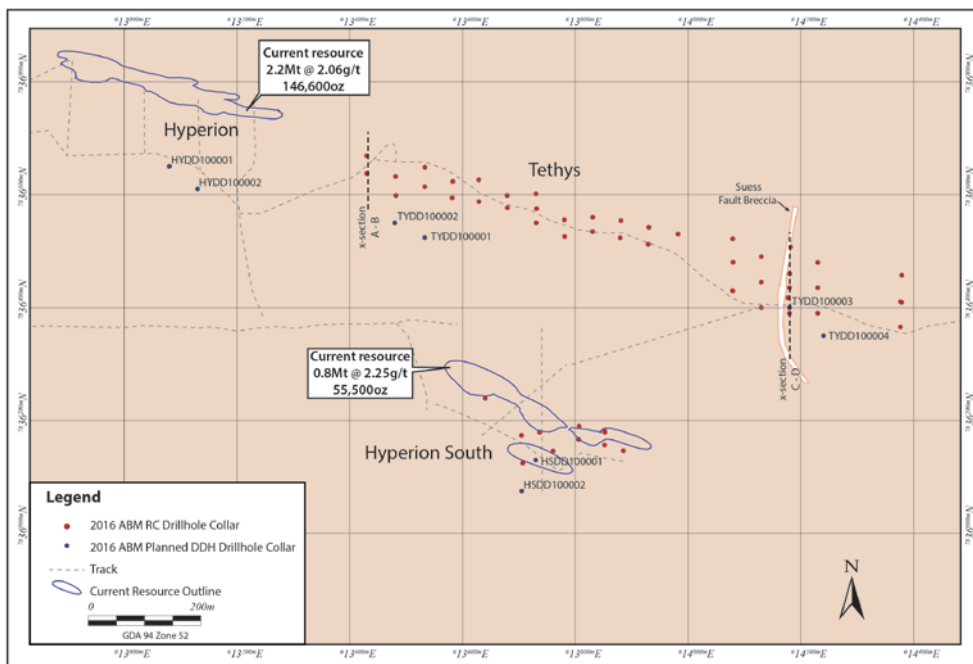 Current resource
2.2Mt @ 2.06g/t
146,600oz
Hyperion
HYDD100001
HYDD100002
Tethys
x-section
A - B
TYDD100002
TYDD100001
Suess
Fault Breccia
TYDD100003
TYDD100004
x-section
C - D
Current resource
0.8Mt @ 2.25g/t
55,500oz
Hyperion South
HSDD100001
HSDD100002
Legend
2016 ABM RC Drillhole Collar
2016 ABM Planned DDH Drillhole Collar
Track
Current Resource Outline
0 200m
GDA 94 Zone 52
N